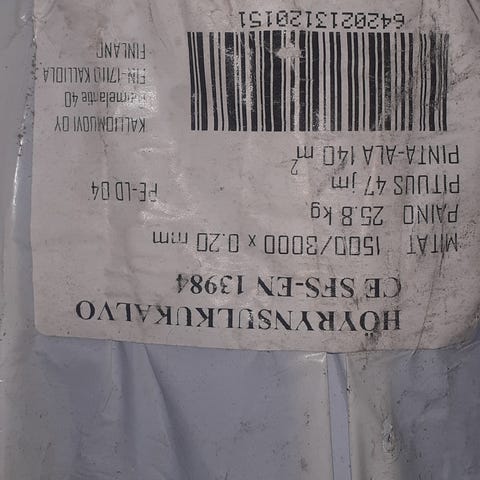 HÖYRYNSULKUKALVO
CE SFS-EN 13984
MITAT 1500/3000 x 0.20 mm
PAINO 25.8 kg
PITUUS 47 jm PE-LD 04
PINTA-ALA 140 m²
KALLIOMUOVI OY
40
FIN-17110 KALLIOLA
FINLAND
6420213120151